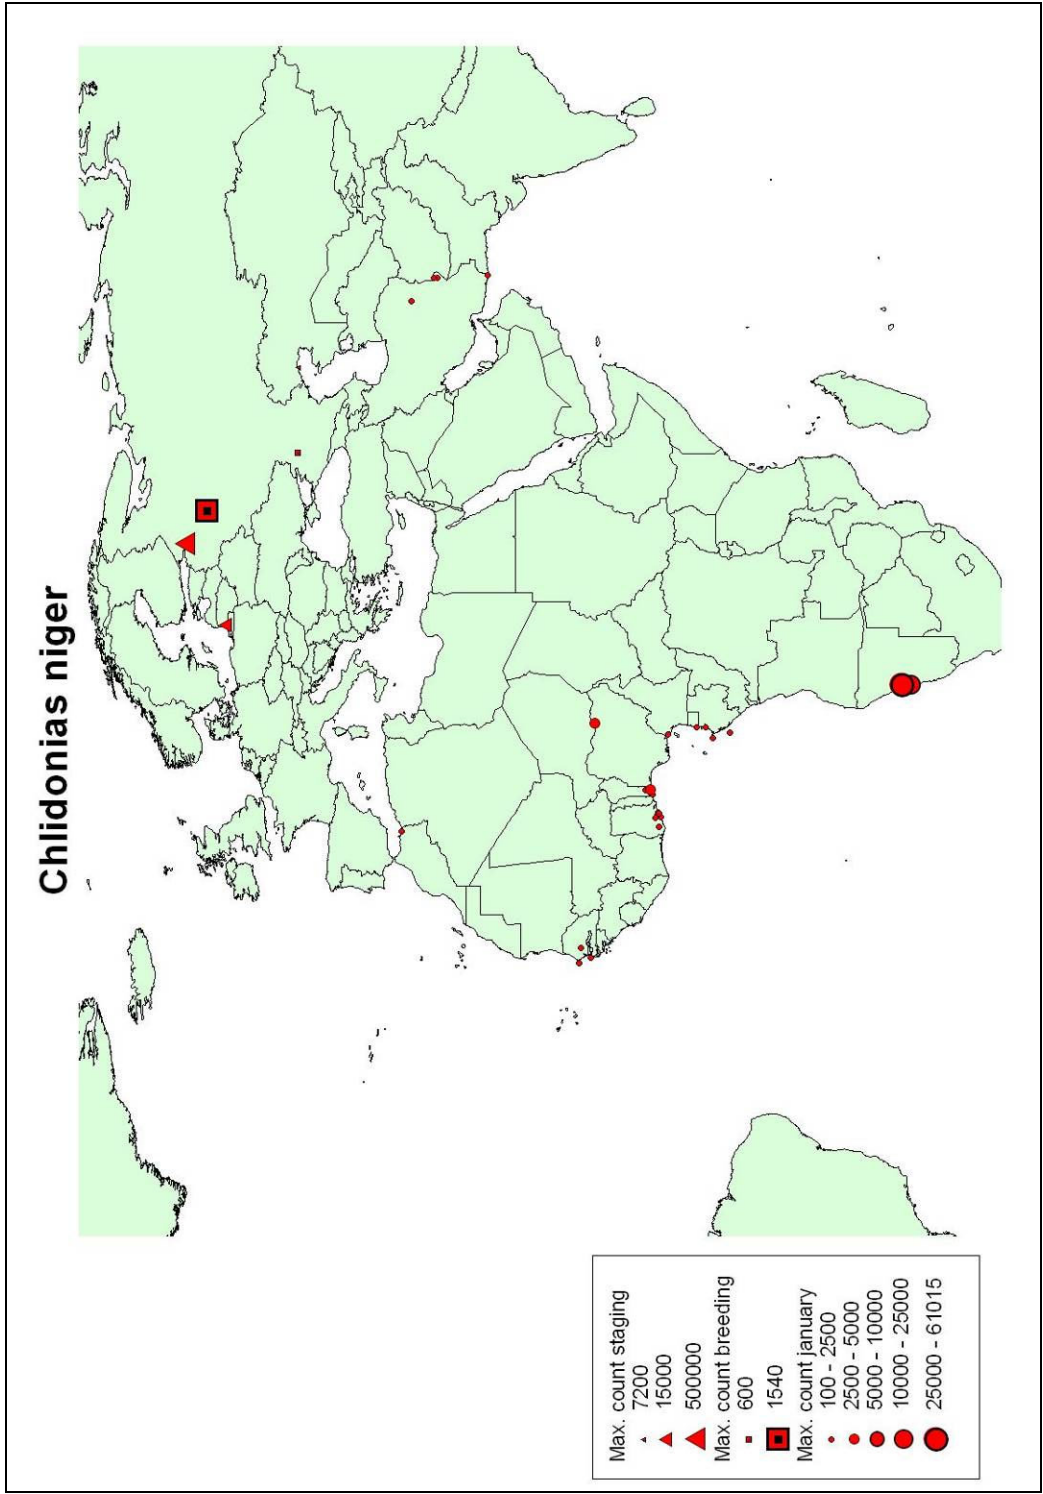 Chlidonias niger
Max. count staging
7200
15000
500000
Max. count breeding
600
1540
Max. count january
100 - 2500
2500 - 5000
5000 - 10000
10000 - 25000
25000 - 61015